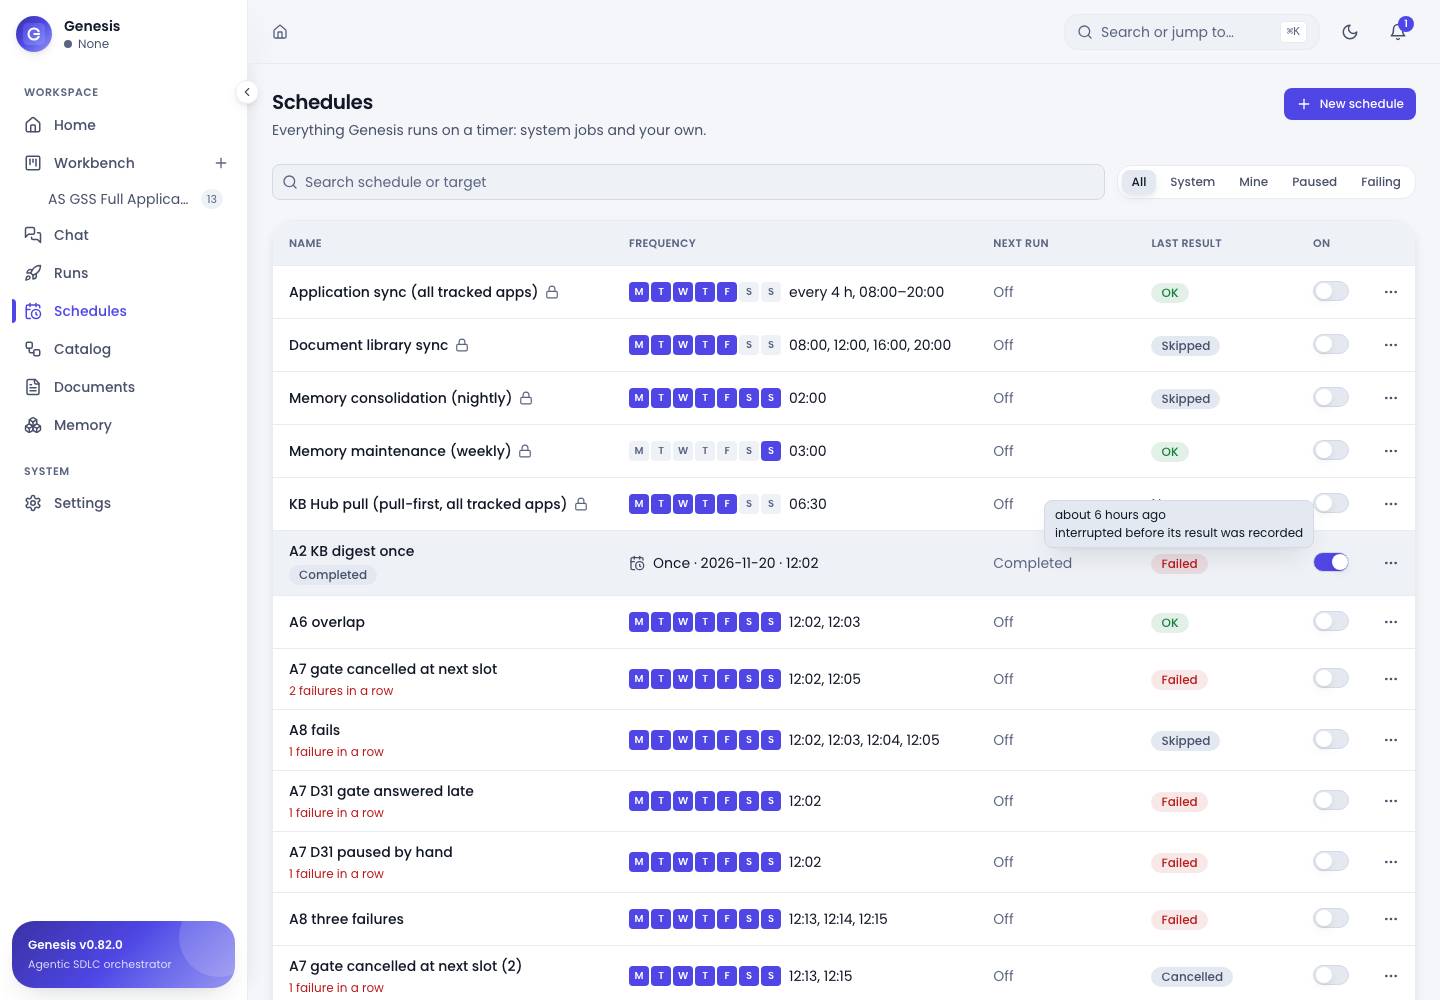 Genesis
None
WORKSPACE
Home
Workbench
AS GSS Full Applica... 13
Chat
Runs
Schedules
Catalog
Documents
Memory
SYSTEM
Settings
Genesis v0.82.0
Agentic SDLC orchestrator
Search or jump to... ⌘K
1
Schedules
Everything Genesis runs on a timer: system jobs and your own.
New schedule
Search schedule or target
All System Mine Paused Failing
NAME FREQUENCY NEXT RUN LAST RESULT ON
Application sync (all tracked apps) M T W T F S S every 4 h, 08:00–20:00 Off OK
Document library sync M T W T F S S 08:00, 12:00, 16:00, 20:00 Off Skipped
Memory consolidation (nightly) M T W T F S S 02:00 Off Skipped
Memory maintenance (weekly) M T W T F S S 03:00 Off OK
KB Hub pull (pull-first, all tracked apps) M T W T F S S 06:30 Off
about 6 hours ago
interrupted before its result was recorded
A2 KB digest once
Completed
Once · 2026-11-20 · 12:02 Completed Failed
A6 overlap M T W T F S S 12:02, 12:03 Off OK
A7 gate cancelled at next slot
2 failures in a row
M T W T F S S 12:02, 12:05 Off Failed
A8 fails
1 failure in a row
M T W T F S S 12:02, 12:03, 12:04, 12:05 Off Skipped
A7 D31 gate answered late
1 failure in a row
M T W T F S S 12:02 Off Failed
A7 D31 paused by hand
1 failure in a row
M T W T F S S 12:02 Off Failed
A8 three failures M T W T F S S 12:13, 12:14, 12:15 Off Failed
A7 gate cancelled at next slot (2)
1 failure in a row
M T W T F S S 12:13, 12:15 Off Cancelled